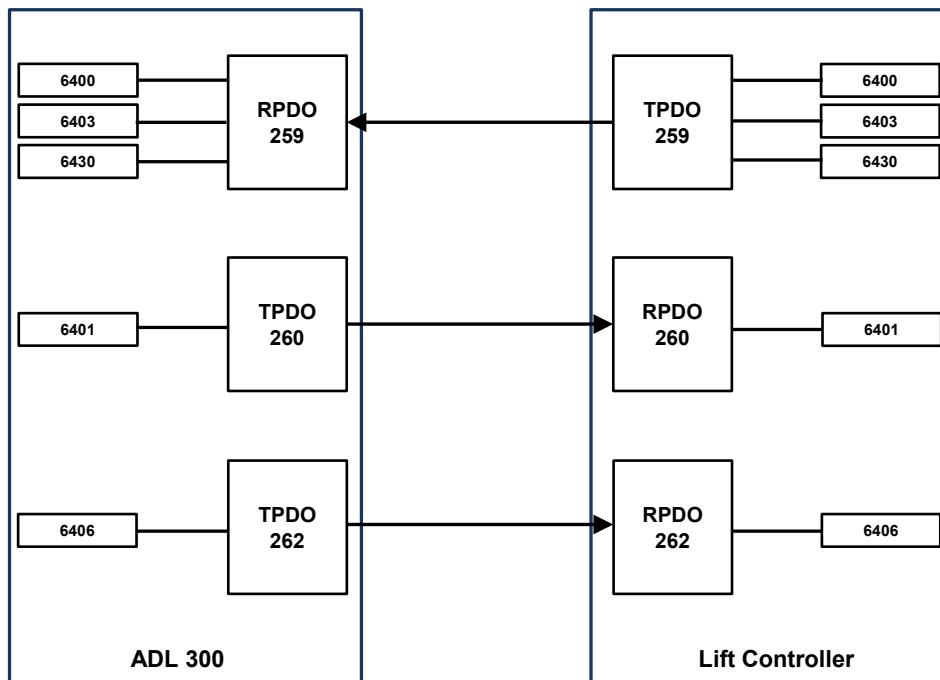 6400
6403
6430
RPDO
259
TPDO
259
6400
6403
6430
6401
TPDO
260
RPDO
260
6401
6406
TPDO
262
RPDO
262
6406
ADL 300
Lift Controller